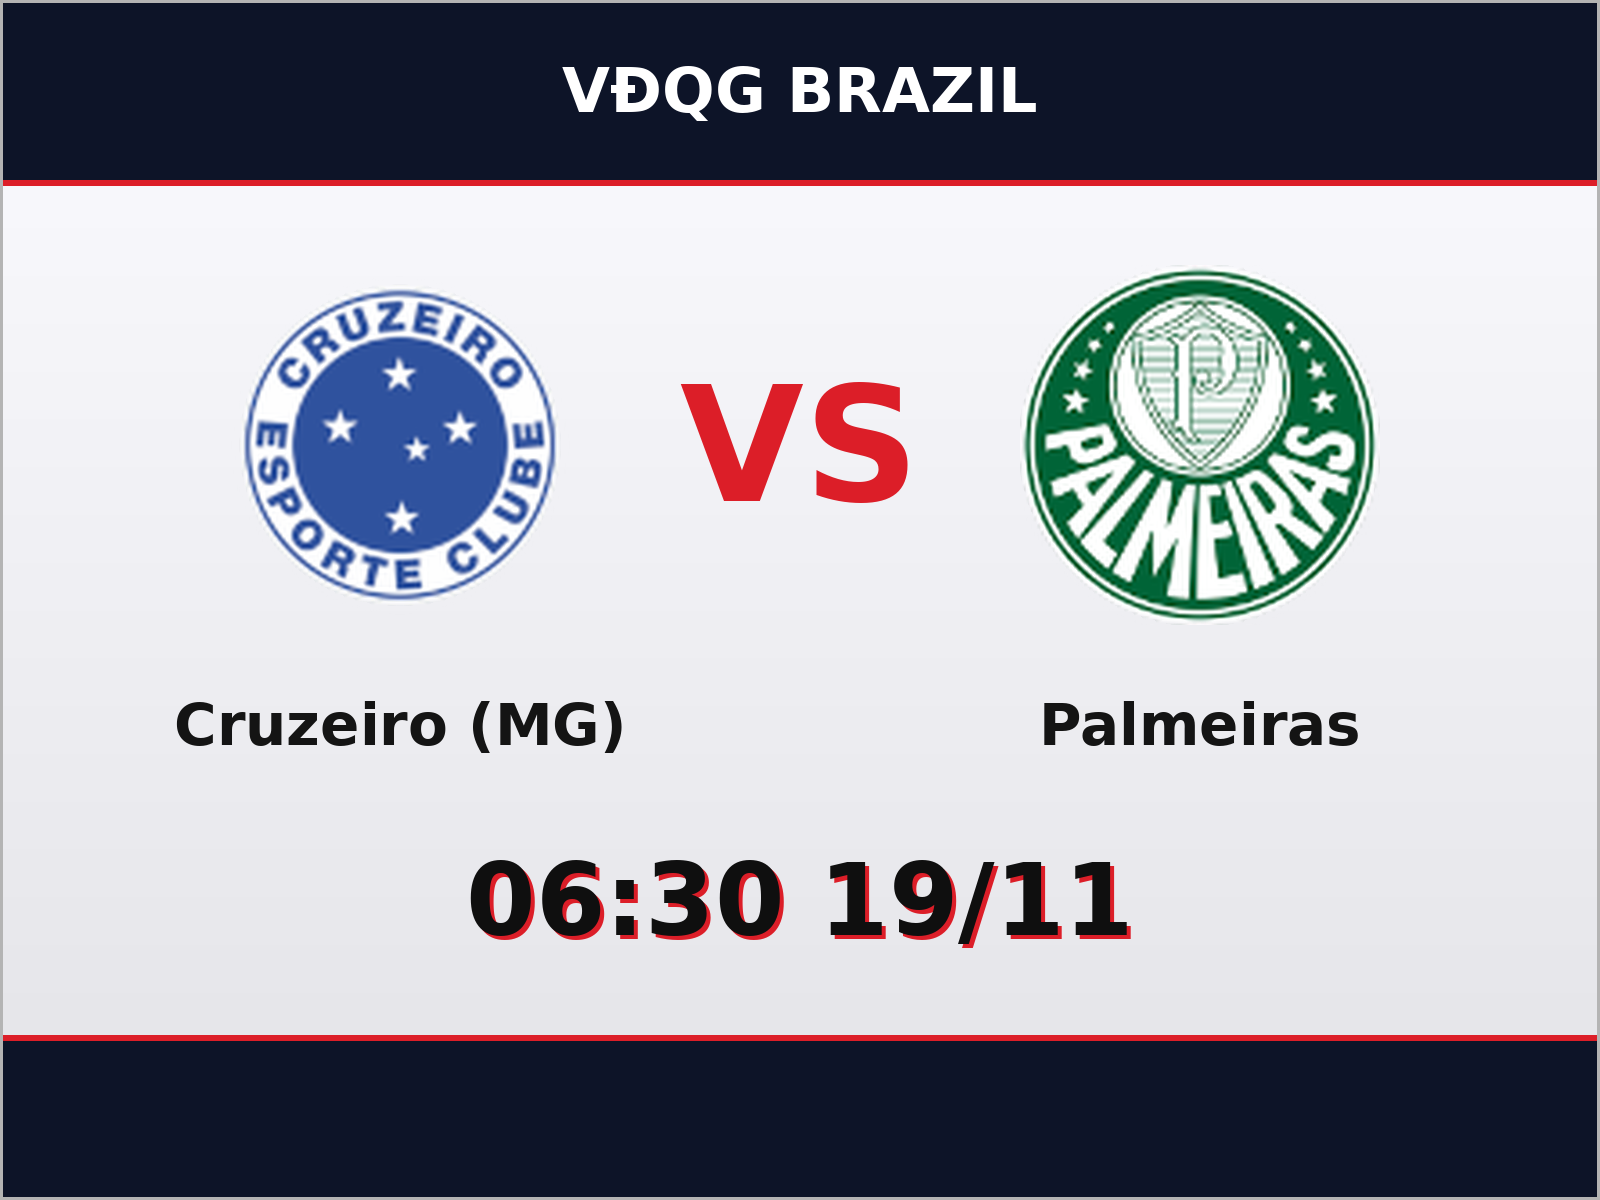 VĐQG BRAZIL
CRUZEIRO
ESPORTE CLUBE
VS
P
PALMEIRAS
Cruzeiro (MG)
Palmeiras
06:30 19/11